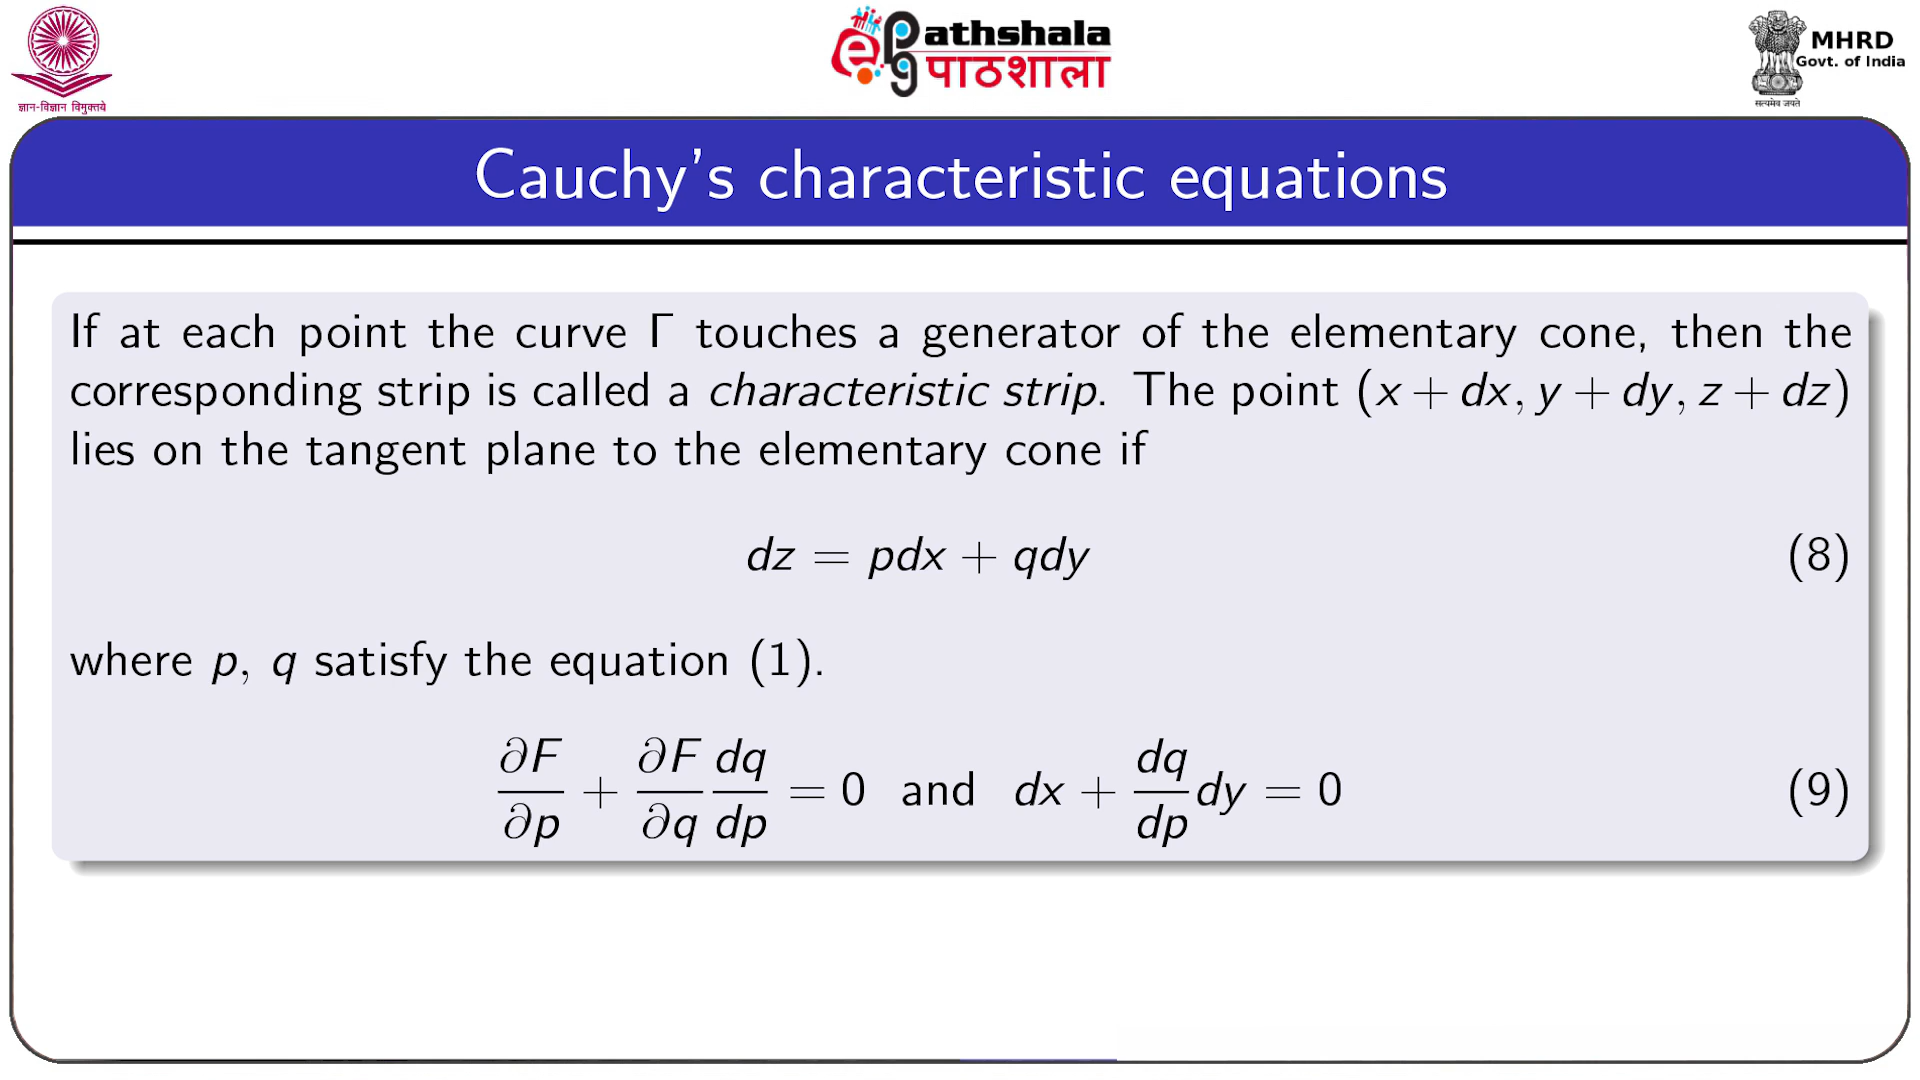 ज्ञान-विज्ञान विमुक्तये
ePG Pathshala
पाठशाला
MHRD
Govt. of India
सत्यमेव जयते
Cauchy's characteristic equations
If at each point the curve Γ touches a generator of the elementary cone, then the
corresponding strip is called a characteristic strip. The point (x + dx, y + dy, z + dz)
lies on the tangent plane to the elementary cone if
dz = pdx + qdy (8)
where p, q satisfy the equation (1).
∂F/∂p + ∂F/∂q dq/dp = 0 and dx + dq/dp dy = 0 (9)